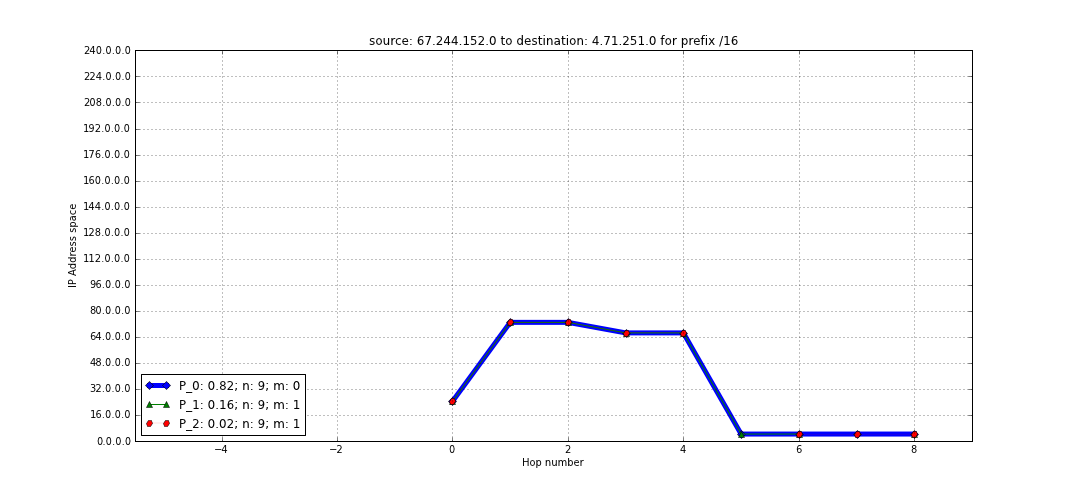 source: 67.244.152.0 to destination: 4.71.251.0 for prefix /16
240.0.0.0
224.0.0.0
208.0.0.0
192.0.0.0
176.0.0.0
160.0.0.0
144.0.0.0
128.0.0.0
112.0.0.0
96.0.0.0
80.0.0.0
64.0.0.0
48.0.0.0
32.0.0.0
16.0.0.0
0.0.0.0
IP Address space
P_0: 0.82; n: 9; m: 0
P_1: 0.16; n: 9; m: 1
P_2: 0.02; n: 9; m: 1
−4 −2 0 2 4 6 8
Hop number